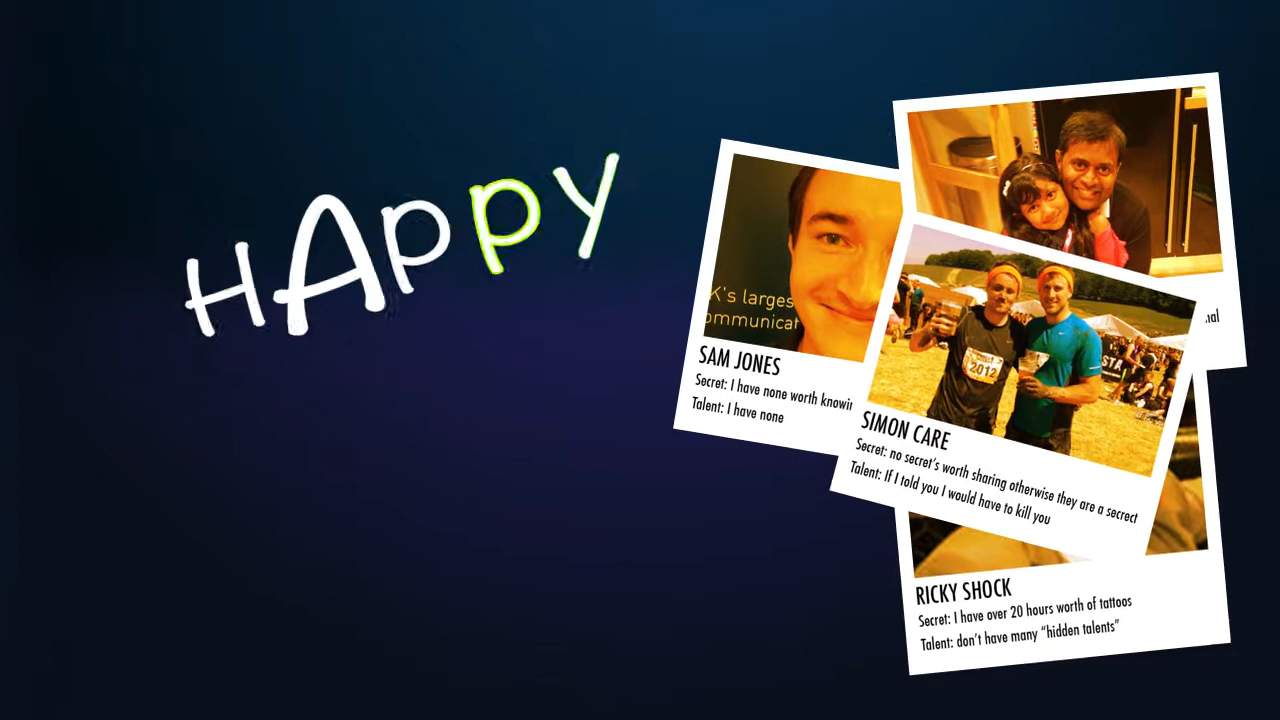 HAppy
K's larges
ommunicat
SAM JONES
Secret: I have none worth knowin
Talent: I have none
nal
2012
STA
SIMON CARE
Secret: no secret's worth sharing otherwise they are a secrect
Talent: If I told you I would have to kill you
RICKY SHOCK
Secret: I have over 20 hours worth of tattoos
Talent: don't have many “hidden talents”